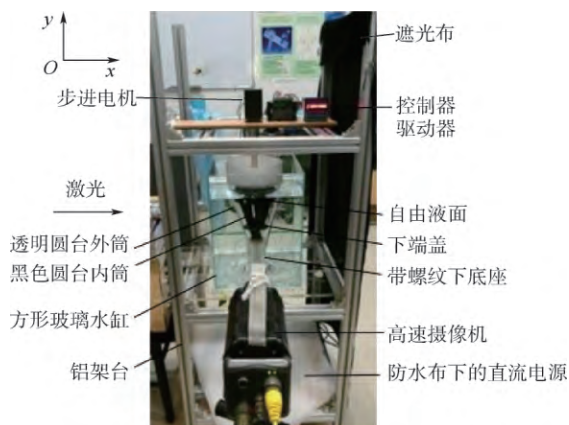 y
O
x
遮光布
步进电机
控制器
驱动器
激光
自由液面
透明圆台外筒
下端盖
黑色圆台内筒
带螺纹下底座
方形玻璃水缸
高速摄像机
铝架台
防水布下的直流电源